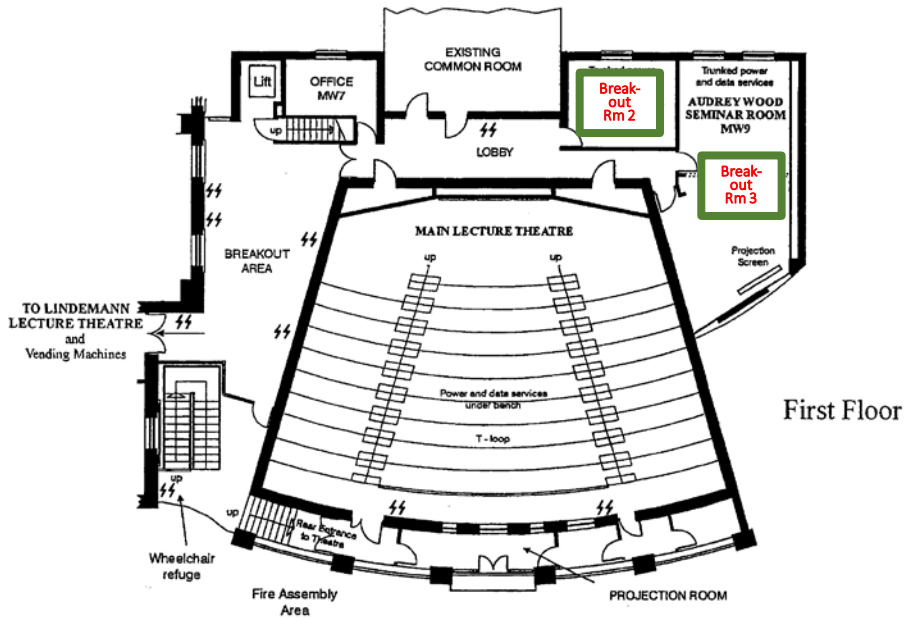 EXISTING
COMMON ROOM
Lift
OFFICE
MW7
up
LOBBY
Break-
out
Rm 2
Trunked power
and data services
AUDREY WOOD
SEMINAR ROOM
MW9
Break-
out
Rm 3
Projection
Screen
BREAKOUT
AREA
MAIN LECTURE THEATRE
up
up
TO LINDEMANN
LECTURE THEATRE
and
Vending Machines
Power and data services
under bench
T - loop
First Floor
up
up
Rear Entrance
to Theatre
Wheelchair
refuge
Fire Assembly
Area
PROJECTION ROOM